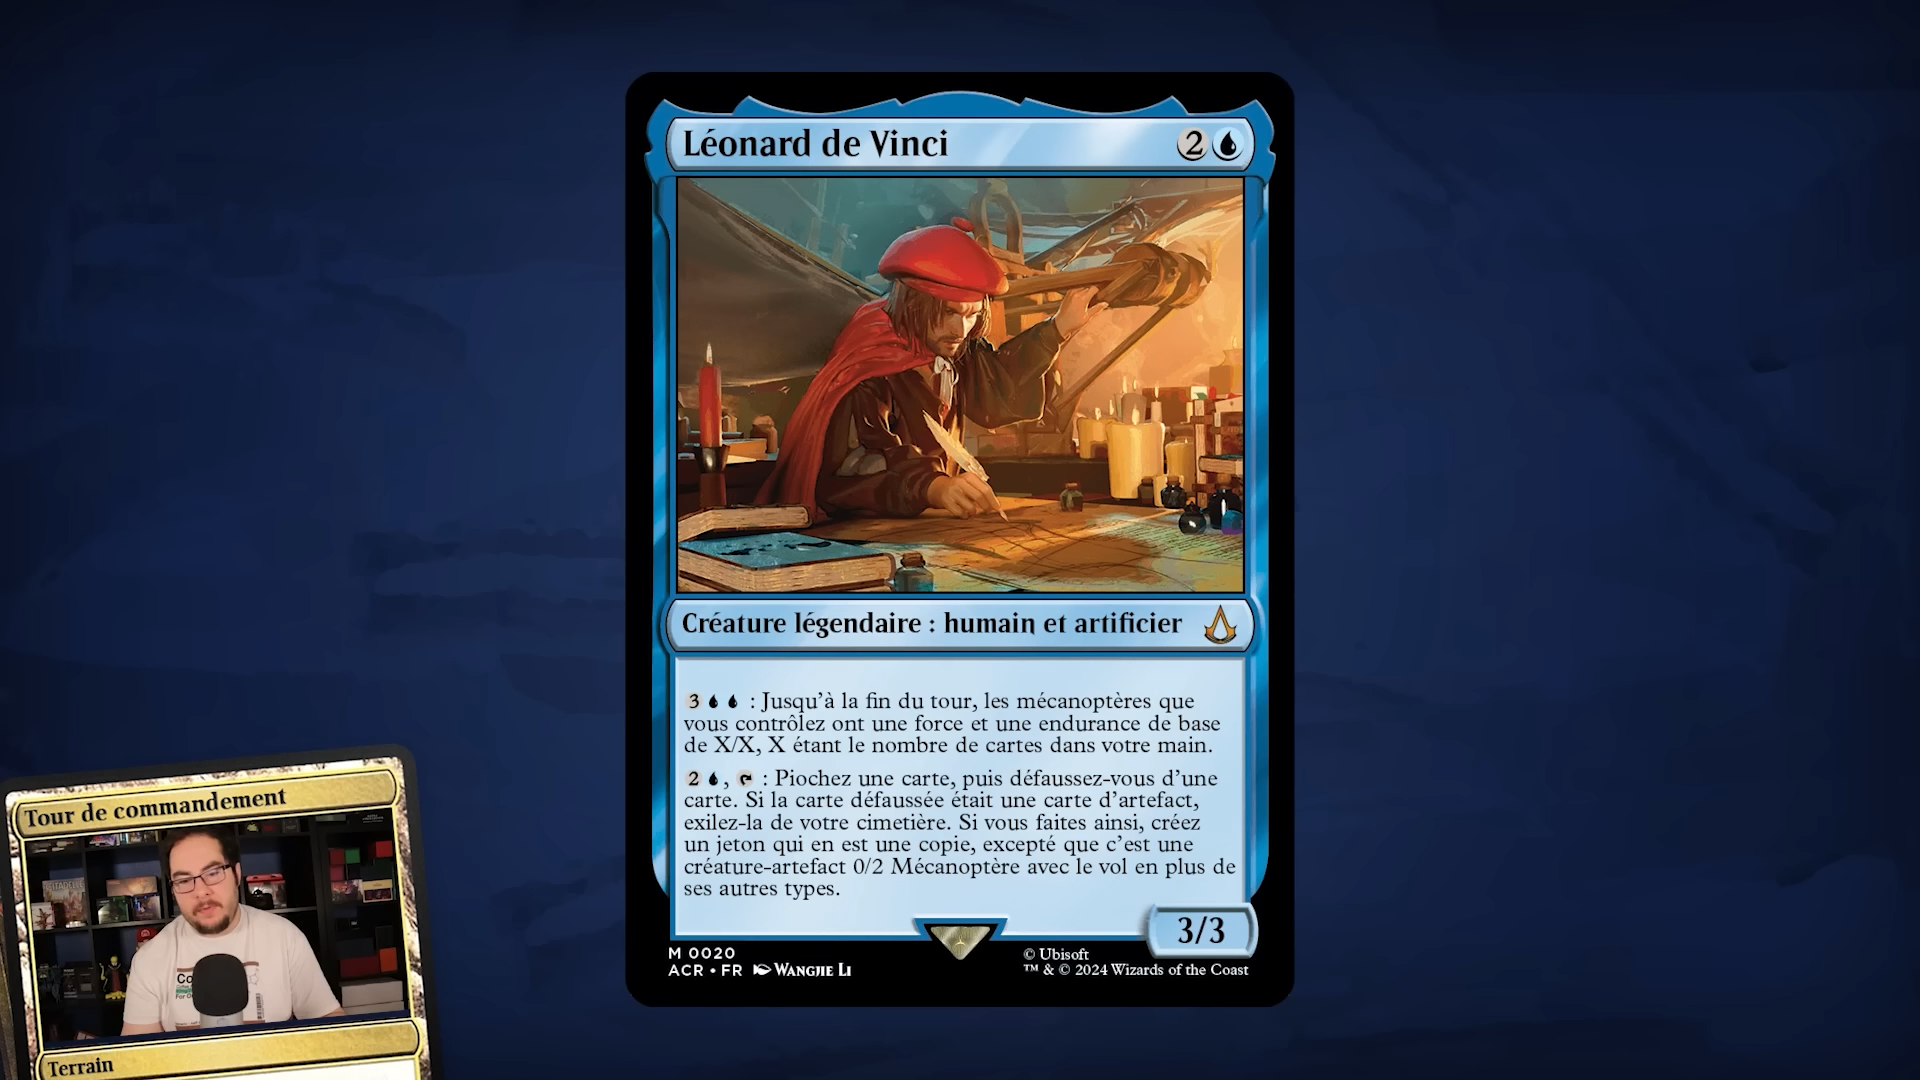 Léonard de Vinci
2
Créature légendaire : humain et artificier
3 : Jusqu’à la fin du tour, les mécanoptères que
vous contrôlez ont une force et une endurance de base
de X/X, X étant le nombre de cartes dans votre main.
2 , : Piochez une carte, puis défaussez-vous d’une
carte. Si la carte défaussée était une carte d’artefact,
exilez-la de votre cimetière. Si vous faites ainsi, créez
un jeton qui en est une copie, excepté que c’est une
créature-artefact 0/2 Mécanoptère avec le vol en plus de
ses autres types.
3/3
M 0020
ACR • FR Wangjie Li
© Ubisoft
™ & © 2024 Wizards of the Coast
Tour de commandement
Terrain